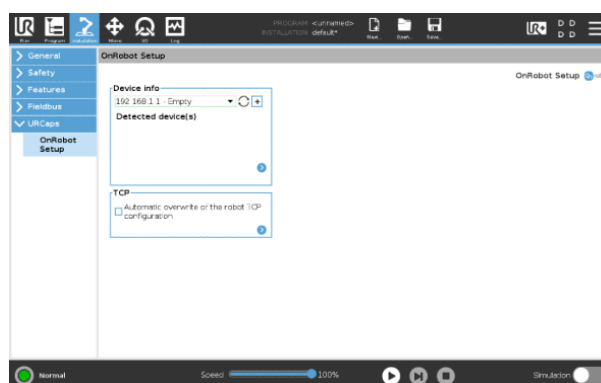 PROGRAM <unnamed>
INSTALLATION default*
UR
Run
Program
Installation
Move
I/O
Log
New...
Open...
Save...
UR+
D D
D D
General
Safety
Features
Fieldbus
URCaps
OnRobot
Setup
OnRobot Setup
OnRobot Setup
Device info
192.168.1.1 - Empty
Detected device(s)
TCP
Automatic overwrite of the robot TCP
configuration
Normal
Speed
100%
Simulation